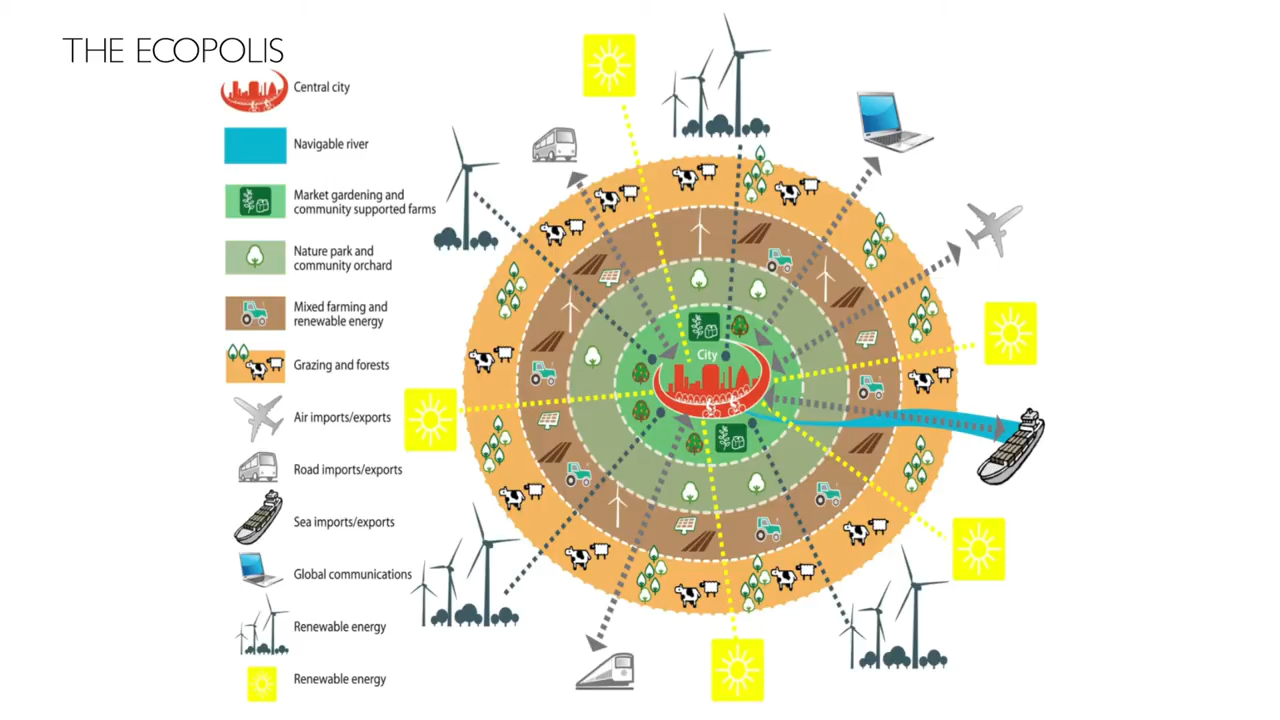 THE ECOPOLIS
Central city
Navigable river
Market gardening and
community supported farms
Nature park and
community orchard
Mixed farming and
renewable energy
Grazing and forests
Air imports/exports
Road imports/exports
Sea imports/exports
Global communications
Renewable energy
Renewable energy
City